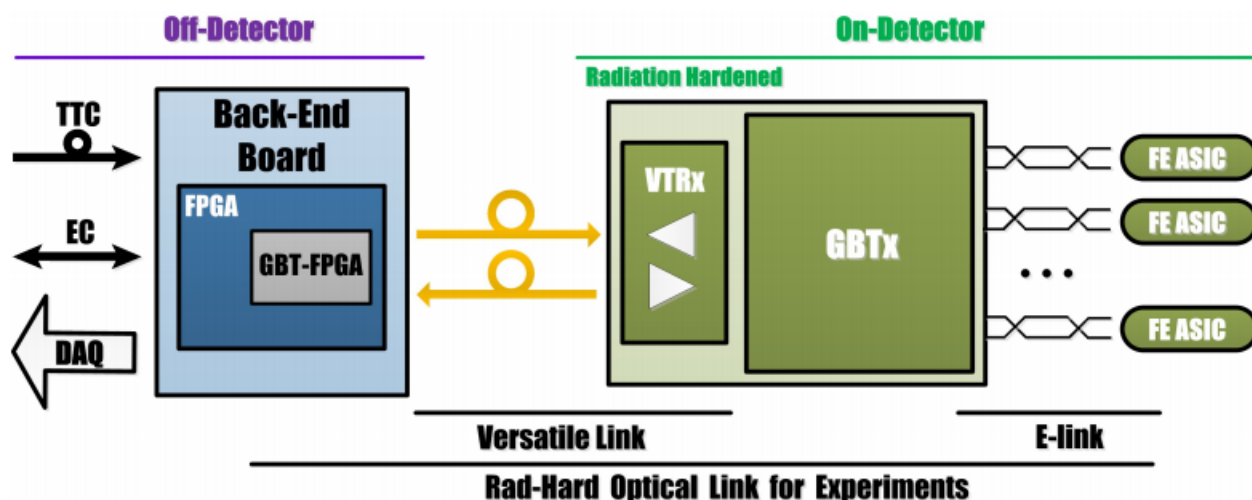 Off-Detector
On-Detector
Radiation Hardened
TTC
Back-End
Board
FPGA
GBT-FPGA
EC
DAQ
VTRx
GBTx
FE ASIC
FE ASIC
FE ASIC
Versatile Link
E-link
Rad-Hard Optical Link for Experiments